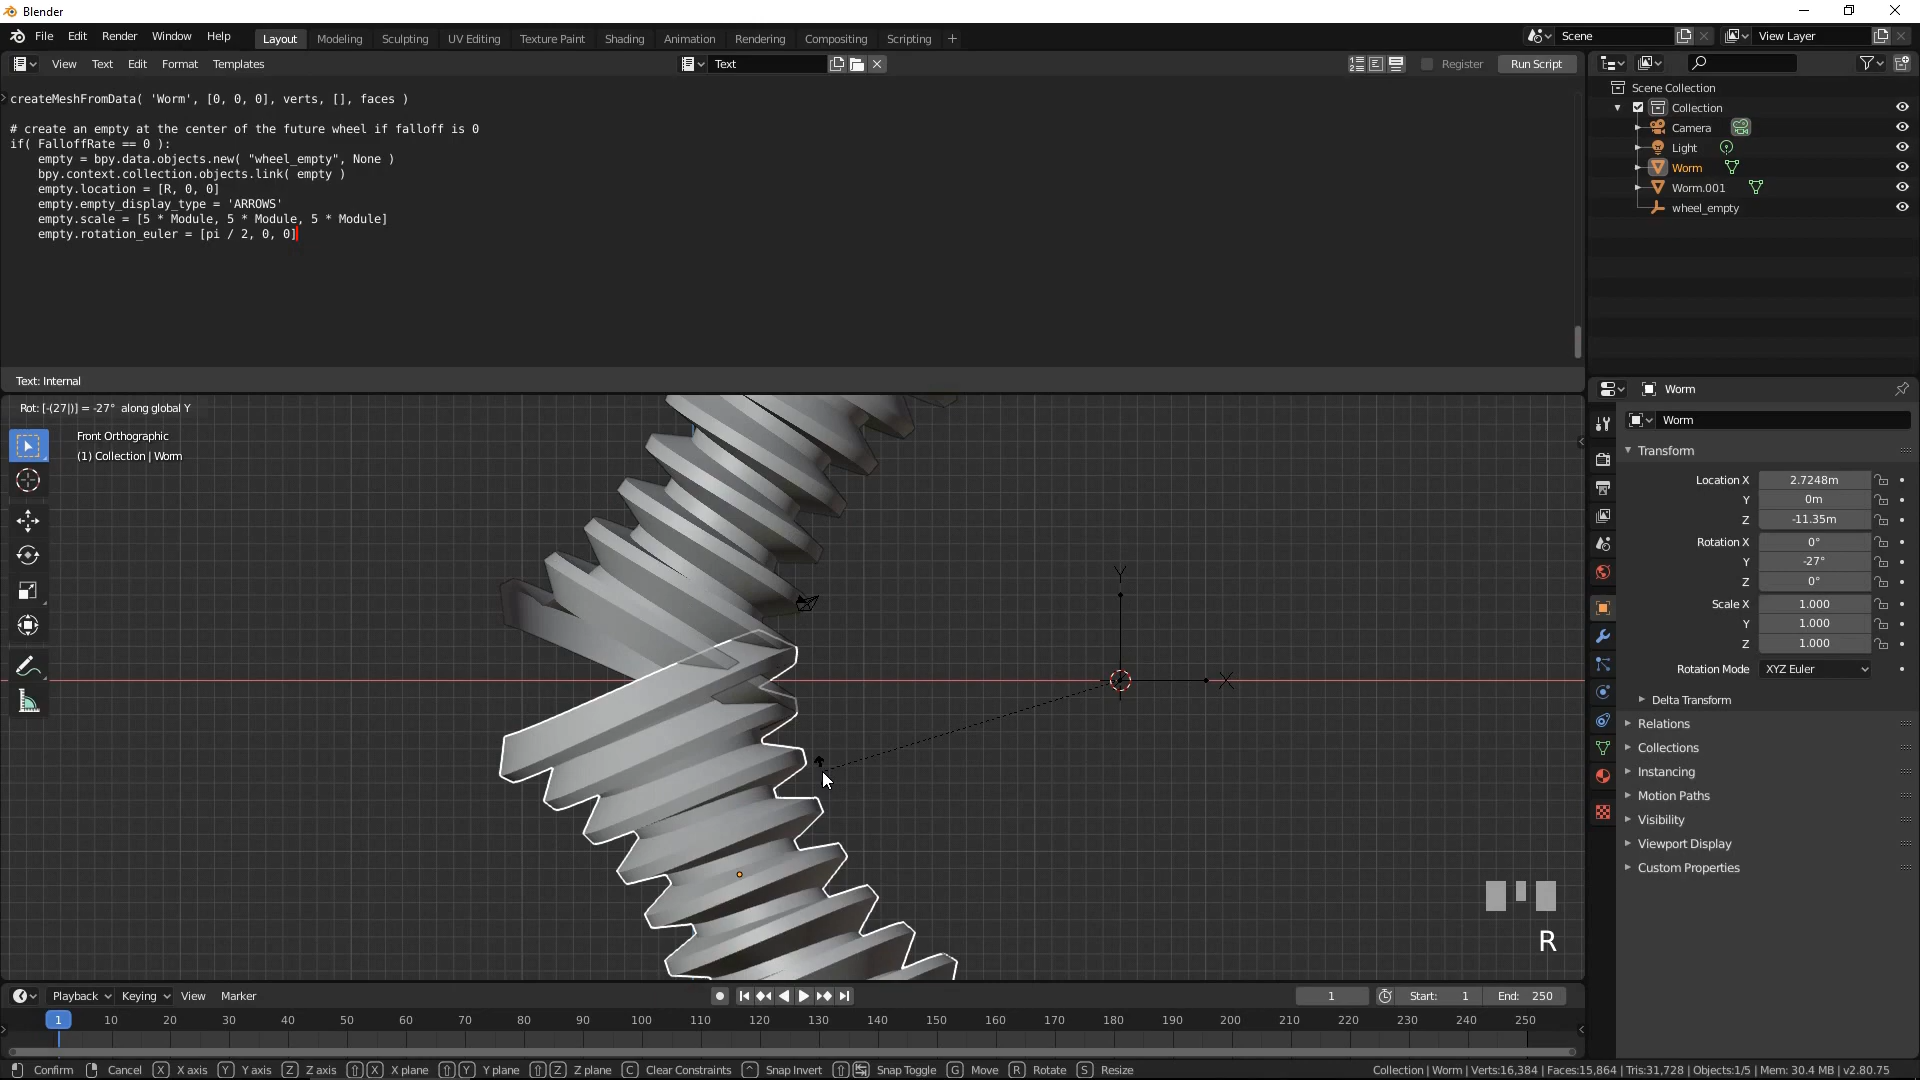 Blender
File Edit Render Window Help Layout Modeling Sculpting UV Editing Texture Paint Shading Animation Rendering Compositing Scripting + Scene View Layer
View Text Edit Format Templates Text Register Run Script
createMeshFromData( 'Worm', [0, 0, 0], verts, [], faces )
# create an empty at the center of the future wheel if falloff is 0
if( FalloffRate == 0 ):
empty = bpy.data.objects.new( "wheel_empty", None )
bpy.context.collection.objects.link( empty )
empty.location = [R, 0, 0]
empty.empty_display_type = 'ARROWS'
empty.scale = [5 * Module, 5 * Module, 5 * Module]
empty.rotation_euler = [pi / 2, 0, 0]
Text: Internal
Scene Collection
Collection
Camera
Light
Worm
Worm.001
wheel_empty
Rot: [-(27|)] = -27° along global Y
Front Orthographic
(1) Collection | Worm
Y
X
R
Worm
Worm
Transform
Location X 2.7248m
Y 0m
Z -11.35m
Rotation X 0°
Y -27°
Z 0°
Scale X 1.000
Y 1.000
Z 1.000
Rotation Mode XYZ Euler
Delta Transform
Relations
Collections
Instancing
Motion Paths
Visibility
Viewport Display
Custom Properties
Playback Keying View Marker 1 Start: 1 End: 250
1 10 20 30 40 50 60 70 80 90 100 110 120 130 140 150 160 170 180 190 200 210 220 230 240 250
Confirm Cancel X X axis Y Y axis Z Z axis X X plane Y Y plane Z Z plane C Clear Constraints ^ Snap Invert Snap Toggle G Move R Rotate S Resize Collection | Worm | Verts:16,384 | Faces:15,864 | Tris:31,728 | Objects:1/5 | Mem: 30.4 MB | v2.80.75